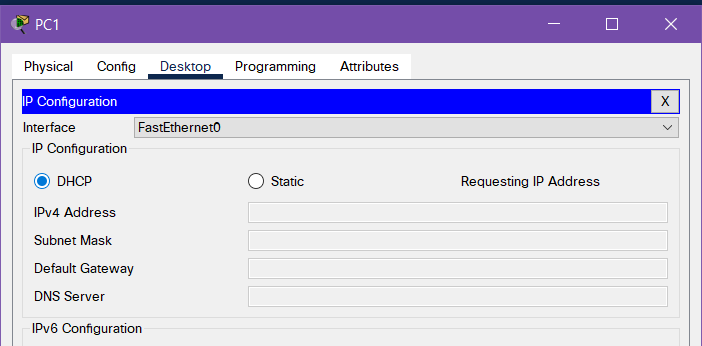 PC1
Physical Config Desktop Programming Attributes
IP Configuration X
Interface FastEthernet0
IP Configuration
DHCP Static Requesting IP Address
IPv4 Address
Subnet Mask
Default Gateway
DNS Server
IPv6 Configuration